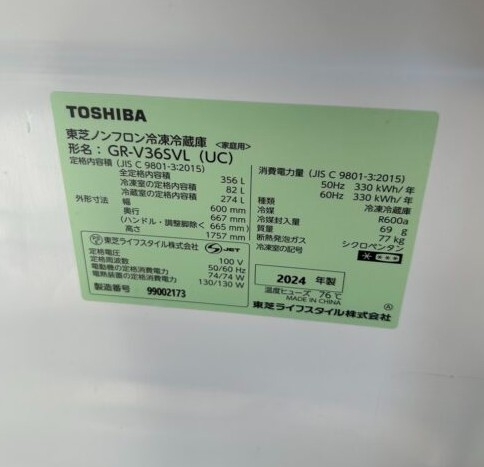 TOSHIBA
東芝ノンフロン冷凍冷蔵庫 <家庭用>
形名：GR-V36SVL (UC)
定格内容積 (JIS C 9801-3:2015)
全定格内容積 356 L
冷凍室の定格内容積 82 L
冷蔵室の定格内容積 274 L
外形寸法 幅 600 mm
奥行 667 mm
(ハンドル・調整脚除く 665 mm)
高さ 1757 mm
東芝ライフスタイル株式会社 JET
定格電圧 100 V
定格周波数 50/60 Hz
電動機の定格消費電力 74/74 W
電熱装置の定格消費電力 130/130 W
製造番号 99002173
消費電力量 (JIS C 9801-3:2015)
50Hz 330 kWh/年
60Hz 330 kWh/年
種類 冷凍冷蔵庫
冷媒 R600a
冷媒封入量 69 g
質量 77 kg
断熱発泡ガス シクロペンタン
冷凍室の記号
2024 年製
温度ヒューズ 76℃
MADE IN CHINA
Ⓐ
東芝ライフスタイル株式会社